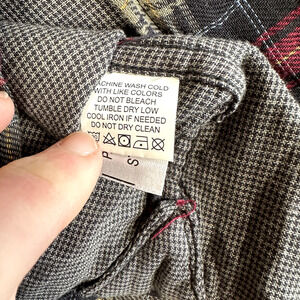 MACHINE WASH COLD
WITH LIKE COLORS
DO NOT BLEACH
TUMBLE DRY LOW
COOL IRON IF NEEDED
DO NOT DRY CLEAN
P
S